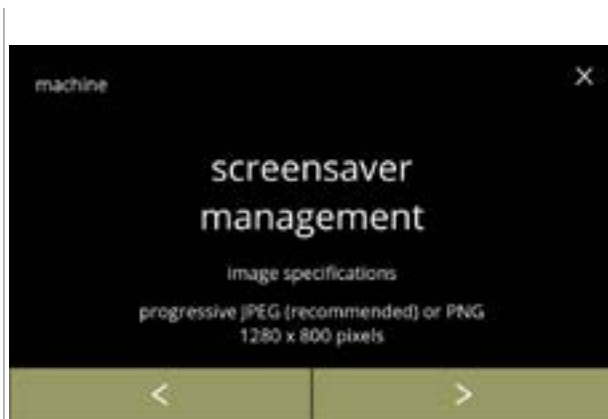 machine
screensaver
management
image specifications
progressive JPEG (recommended) or PNG
1280 x 800 pixels